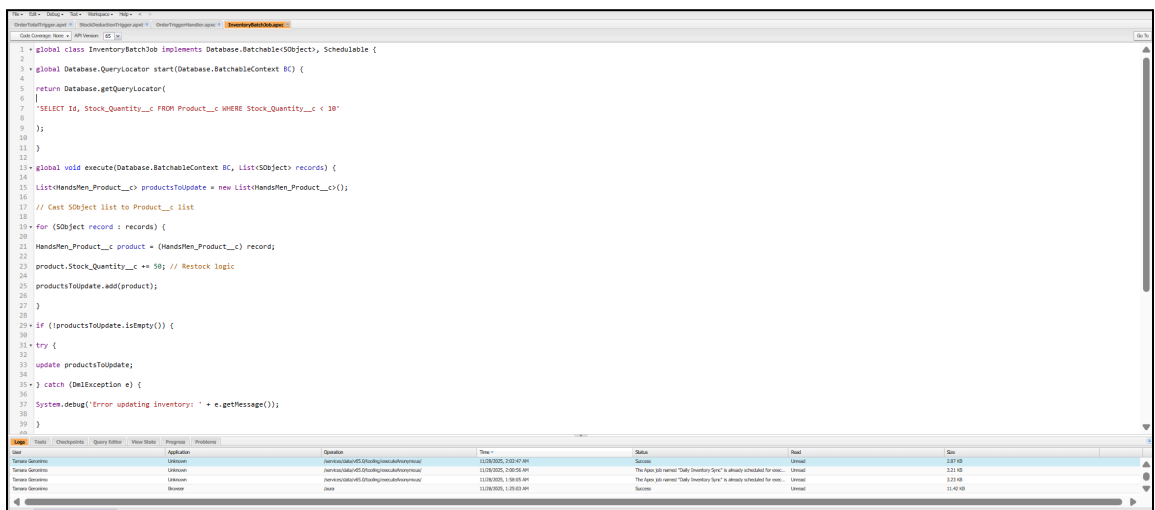 File • Edit • Debug • Test • Workspace • Help • < >
OrderTotalTrigger.apxt × StockDeductionTrigger.apxt × OrderTriggerHandler.apxc × InventoryBatchJob.apxc ×
Code Coverage: None • API Version: 65 Go To
1 global class InventoryBatchJob implements Database.Batchable<SObject>, Schedulable {
2
3 global Database.QueryLocator start(Database.BatchableContext BC) {
4
5 return Database.getQueryLocator(
6
7 'SELECT Id, Stock_Quantity__c FROM Product__c WHERE Stock_Quantity__c < 10'
8
9 );
10
11 }
12
13 global void execute(Database.BatchableContext BC, List<SObject> records) {
14
15 List<HandsMen_Product__c> productsToUpdate = new List<HandsMen_Product__c>();
16
17 // Cast SObject list to Product__c list
18
19 for (SObject record : records) {
20
21 HandsMen_Product__c product = (HandsMen_Product__c) record;
22
23 product.Stock_Quantity__c += 50; // Restock logic
24
25 productsToUpdate.add(product);
26
27 }
28
29 if (!productsToUpdate.isEmpty()) {
30
31 try {
32
33 update productsToUpdate;
34
35 } catch (DmlException e) {
36
37 System.debug('Error updating inventory: ' + e.getMessage());
38
39 }
40
Logs Tests Checkpoints Query Editor View State Progress Problems
User Application Operation Time Status Read Size
Tamara Geronimo Unknown /services/data/v65.0/tooling/executeAnonymous/ 11/28/2025, 2:03:47 AM Success Unread 2.87 KB
Tamara Geronimo Unknown /services/data/v65.0/tooling/executeAnonymous/ 11/28/2025, 2:00:56 AM The Apex job named "Daily Inventory Sync" is already scheduled for exec... Unread 3.21 KB
Tamara Geronimo Unknown /services/data/v65.0/tooling/executeAnonymous/ 11/28/2025, 1:58:05 AM The Apex job named "Daily Inventory Sync" is already scheduled for exec... Unread 3.23 KB
Tamara Geronimo Browser /aura 11/28/2025, 1:25:03 AM Success Unread 11.42 KB